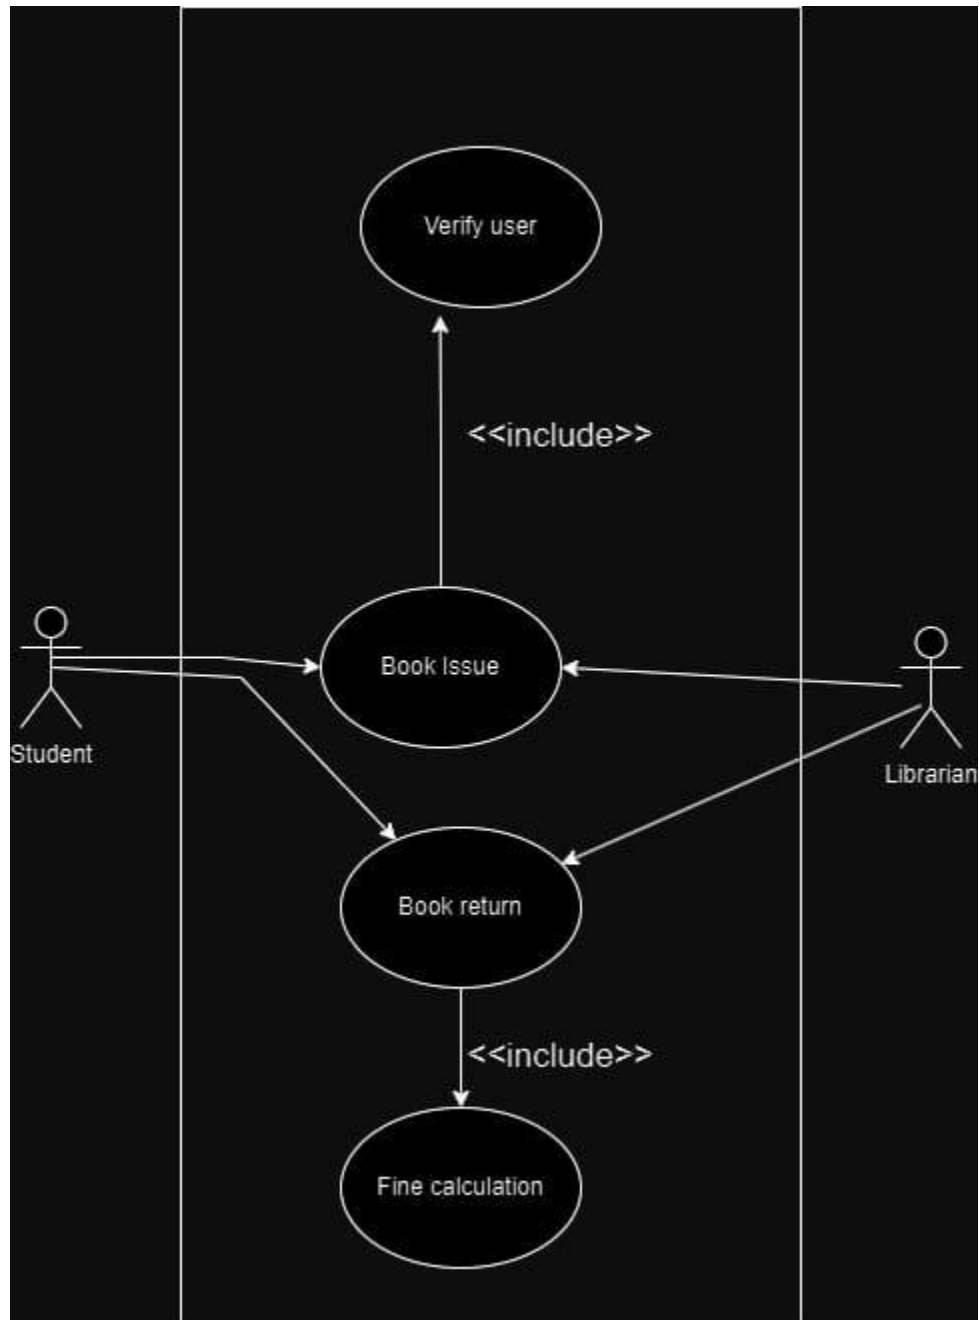 Verify user
<<include>>
Book Issue
Student
Librarian
Book return
<<include>>
Fine calculation